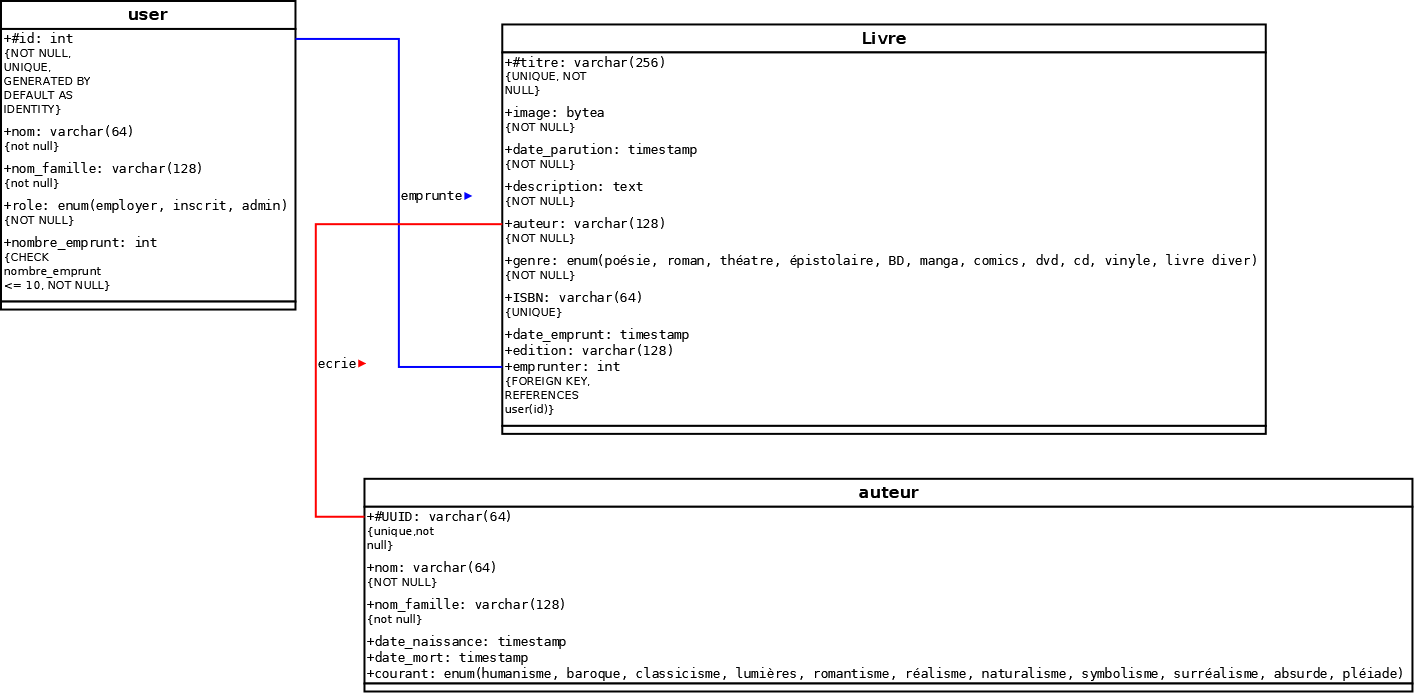 user
+#id: int
{NOT NULL,
UNIQUE,
GENERATED BY
DEFAULT AS
IDENTITY}
+nom: varchar(64)
{not null}
+nom_famille: varchar(128)
{not null}
+role: enum(employer, inscrit, admin)
{NOT NULL}
+nombre_emprunt: int
{CHECK
nombre_emprunt
<= 10, NOT NULL}
emprunte
ecrie
Livre
+#titre: varchar(256)
{UNIQUE, NOT
NULL}
+image: bytea
{NOT NULL}
+date_parution: timestamp
{NOT NULL}
+description: text
{NOT NULL}
+auteur: varchar(128)
{NOT NULL}
+genre: enum(poésie, roman, théatre, épistolaire, BD, manga, comics, dvd, cd, vinyle, livre diver)
{NOT NULL}
+ISBN: varchar(64)
{UNIQUE}
+date_emprunt: timestamp
+edition: varchar(128)
+emprunter: int
{FOREIGN KEY,
REFERENCES
user(id)}
auteur
+#UUID: varchar(64)
{unique,not
null}
+nom: varchar(64)
{NOT NULL}
+nom_famille: varchar(128)
{not null}
+date_naissance: timestamp
+date_mort: timestamp
+courant: enum(humanisme, baroque, classicisme, lumières, romantisme, réalisme, naturalisme, symbolisme, surréalisme, absurde, pléiade)